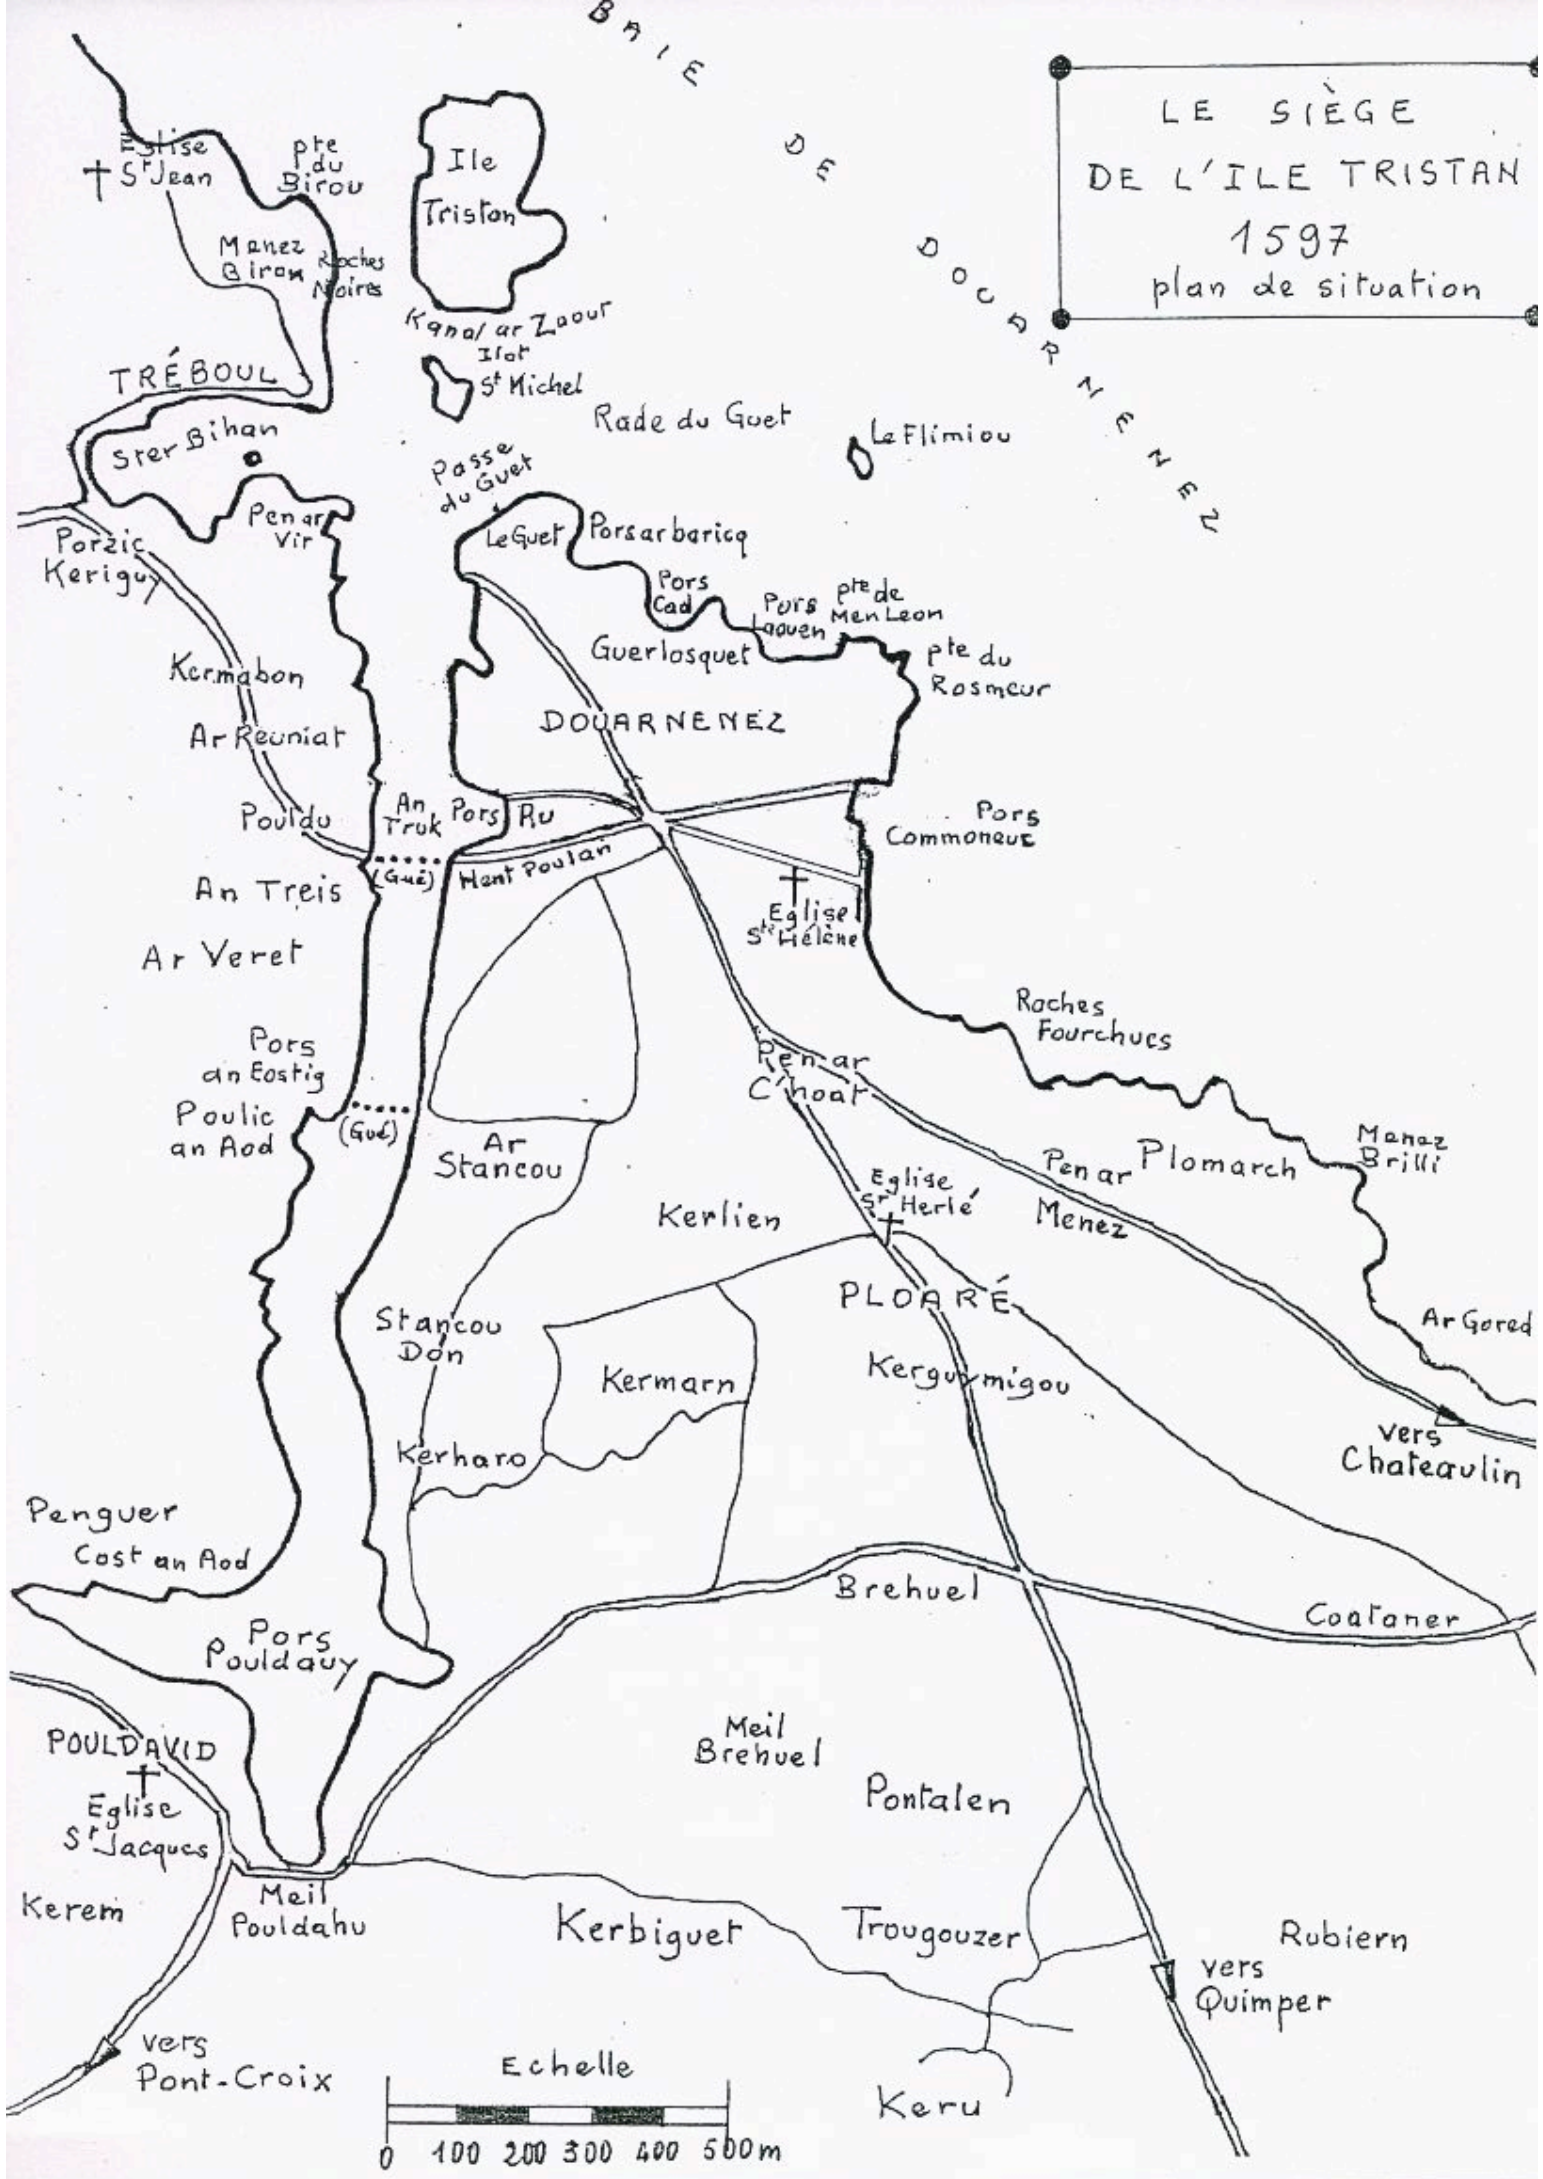 BAIE
DE
DOUARNENEZ
LE SIÈGE
DE L'ILE TRISTAN
1597
plan de situation
Église
St Jean
pte
du
Birou
Ile
Tristan
Menez
Biron
Roches
Noires
Kanal ar Zaout
Ilot
St Michel
TRÉBOUL
Rade du Guet
Le Flimiou
Ster Bihan
Passe
du Guet
Pen ar
Vir
Le Guet
Porsarbaricq
Porzic
Keriguy
Pors
Cad
Pors
Laouen
pte de
Men Leon
Guerlosquet
pte du
Rosmeur
Kermabon
DOUARNENEZ
Ar Reuniat
Pouldu
An
Truk
Pors Ru
Pors
Commoneuc
(Gué)
Hent Poulan
An Treis
Eglise
Ste Hélène
Ar Veret
Roches
Fourchues
Pors
an Eostig
Pen ar
C'hoat
Poulic
an Aod
(Gué)
Ar
Stancou
Menez
Brilli
Plomarch
Pen ar
Menez
Eglise
St Herlé
Kerlien
PLOARÉ
Ar Gored
Stancou
Don
Kermarn
Kerguymigou
Kerharo
vers
Chateaulin
Penguer
Cost an Aod
Brehuel
Coataner
Pors
Pouldavy
POULDAVID
Église
St Jacques
Meil
Brehuel
Pontalen
Kerem
Meil
Pouldahu
Kerbiguet
Trougouzer
Rubiern
vers
Quimper
vers
Pont-Croix
Echelle
Keru
0 100 200 300 400 500m